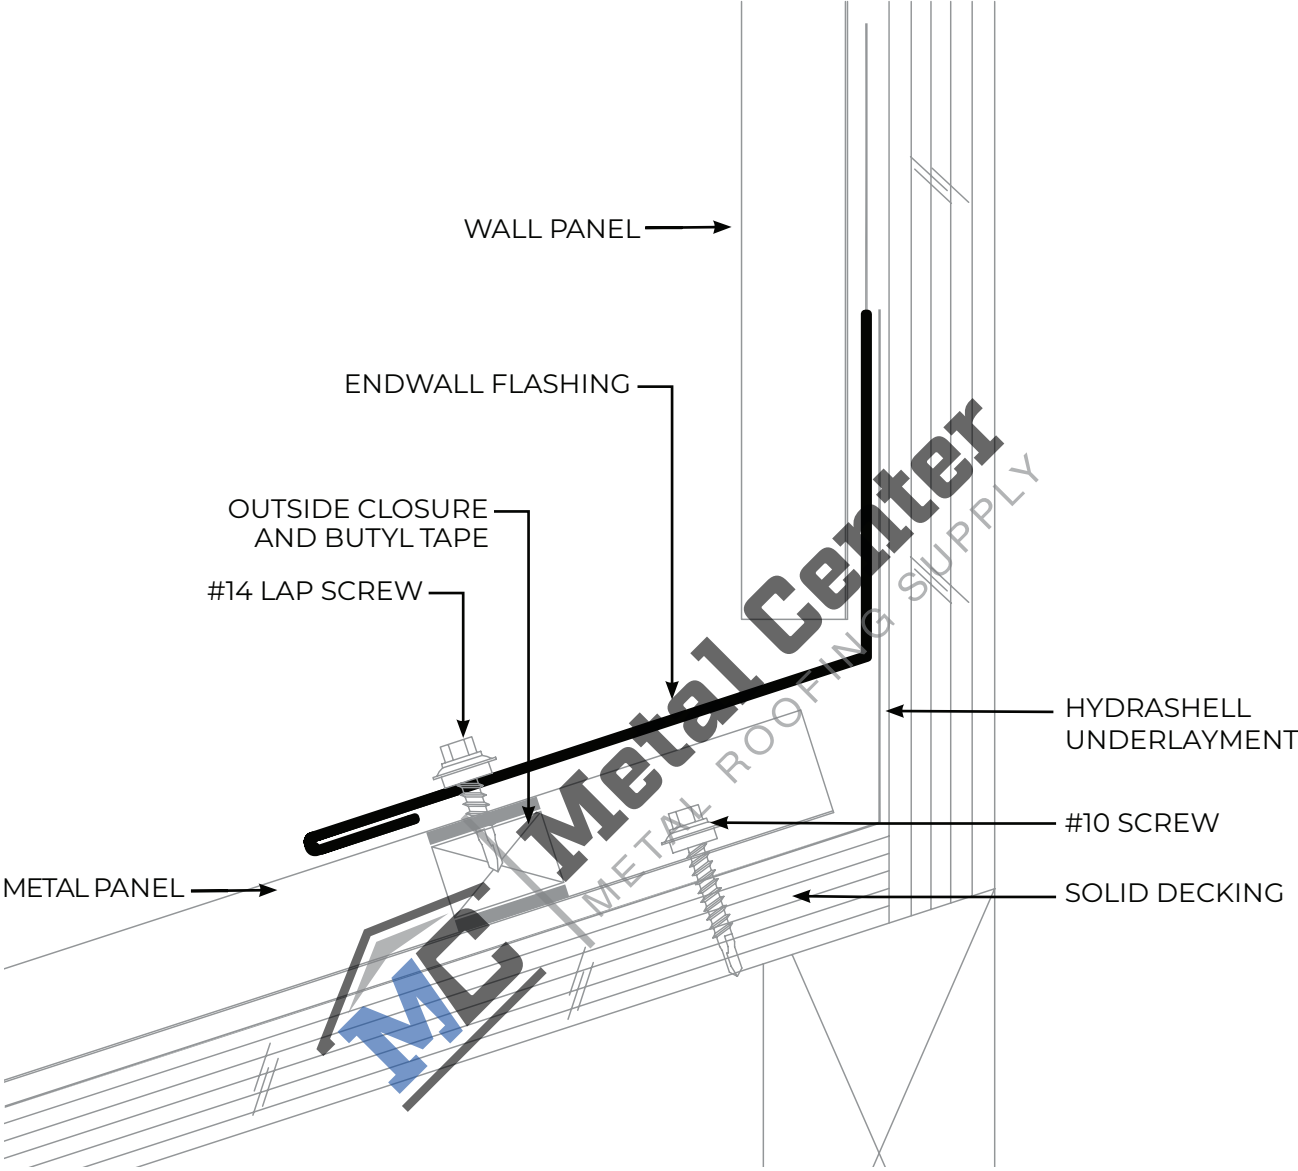 WALL PANEL
ENDWALL FLASHING
OUTSIDE CLOSURE
AND BUTYL TAPE
#14 LAP SCREW
HYDRASHELL
UNDERLAYMENT
#10 SCREW
METAL PANEL
SOLID DECKING
MC
Metal Center
METAL ROOFING SUPPLY